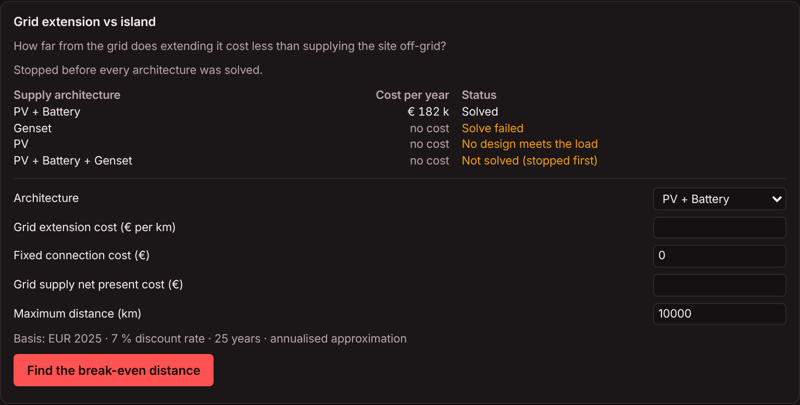 Grid extension vs island
How far from the grid does extending it cost less than supplying the site off-grid?
Stopped before every architecture was solved.
Supply architecture Cost per year Status
PV + Battery € 182 k Solved
Genset no cost Solve failed
PV no cost No design meets the load
PV + Battery + Genset no cost Not solved (stopped first)
Architecture PV + Battery
Grid extension cost (€ per km)
Fixed connection cost (€) 0
Grid supply net present cost (€)
Maximum distance (km) 10000
Basis: EUR 2025 · 7 % discount rate · 25 years · annualised approximation
Find the break-even distance